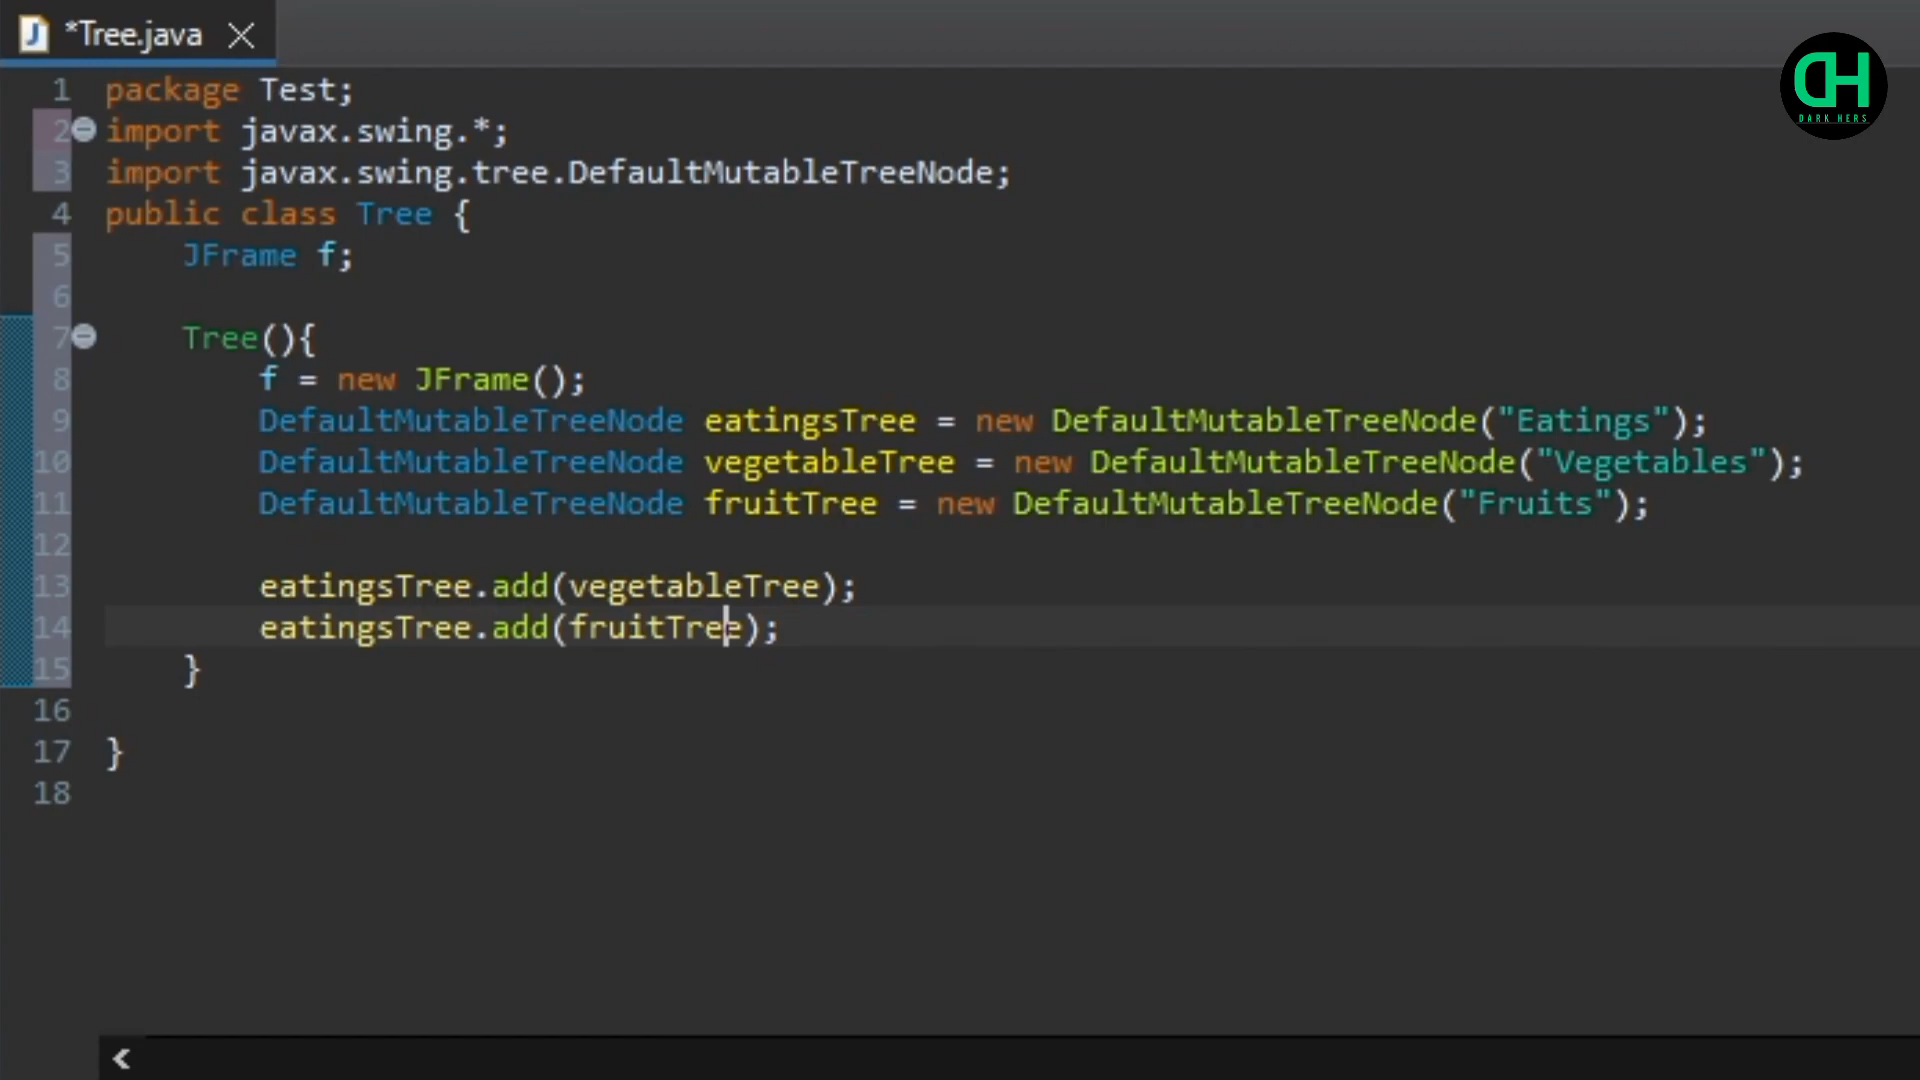 *Tree.java
DH
DARK HERS
1 package Test;
2 import javax.swing.*;
3 import javax.swing.tree.DefaultMutableTreeNode;
4 public class Tree {
5 JFrame f;
6
7 Tree(){
8 f = new JFrame();
9 DefaultMutableTreeNode eatingsTree = new DefaultMutableTreeNode("Eatings");
10 DefaultMutableTreeNode vegetableTree = new DefaultMutableTreeNode("Vegetables");
11 DefaultMutableTreeNode fruitTree = new DefaultMutableTreeNode("Fruits");
12
13 eatingsTree.add(vegetableTree);
14 eatingsTree.add(fruitTree);
15 }
16
17 }
18